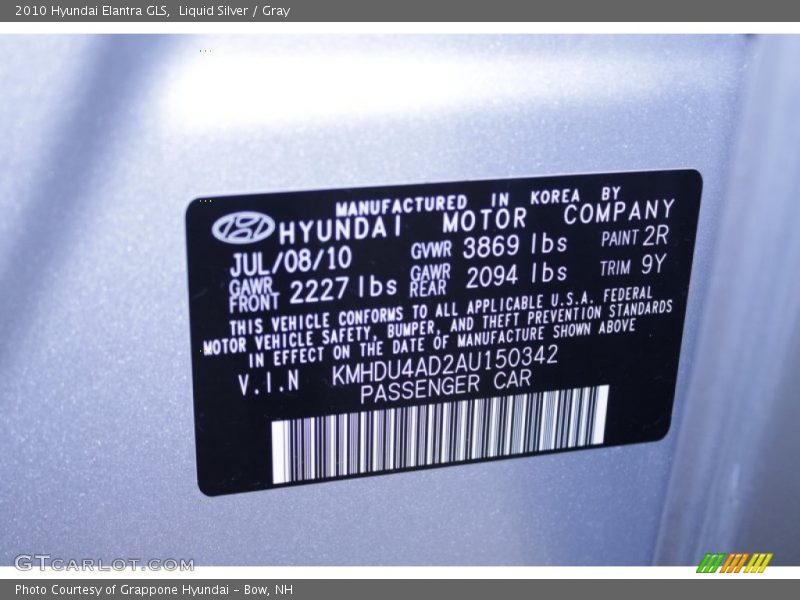 2010 Hyundai Elantra GLS,  Liquid Silver / Gray
MANUFACTURED IN KOREA BY
HYUNDAI MOTOR COMPANY
JUL/08/10 GVWR 3869 lbs PAINT 2R
GAWR FRONT 2227 lbs GAWR REAR 2094 lbs TRIM 9Y
THIS VEHICLE CONFORMS TO ALL APPLICABLE U.S.A. FEDERAL
MOTOR VEHICLE SAFETY, BUMPER, AND THEFT PREVENTION STANDARDS
IN EFFECT ON THE DATE OF MANUFACTURE SHOWN ABOVE
V.I.N KMHDU4AD2AU150342
PASSENGER CAR
GTCARLOT.COM
Photo Courtesy of Grappone Hyundai - Bow, NH